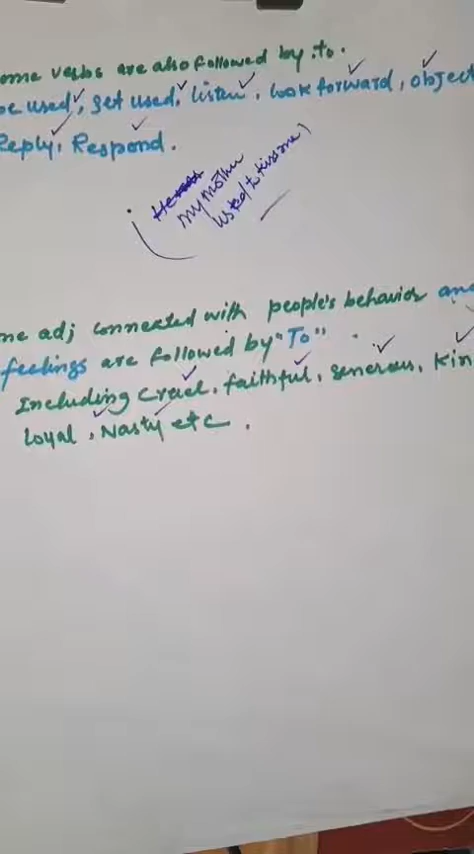 ome verbs are also followed by :to.
be used, get used, listen, look forward, object
Reply, Respond.
my mother
used to kiss me)
me adj connected with people's behavior and
feelings are followed by "To".
Including Cruel, faithful, generous, Kin
loyal, Nasty etc.